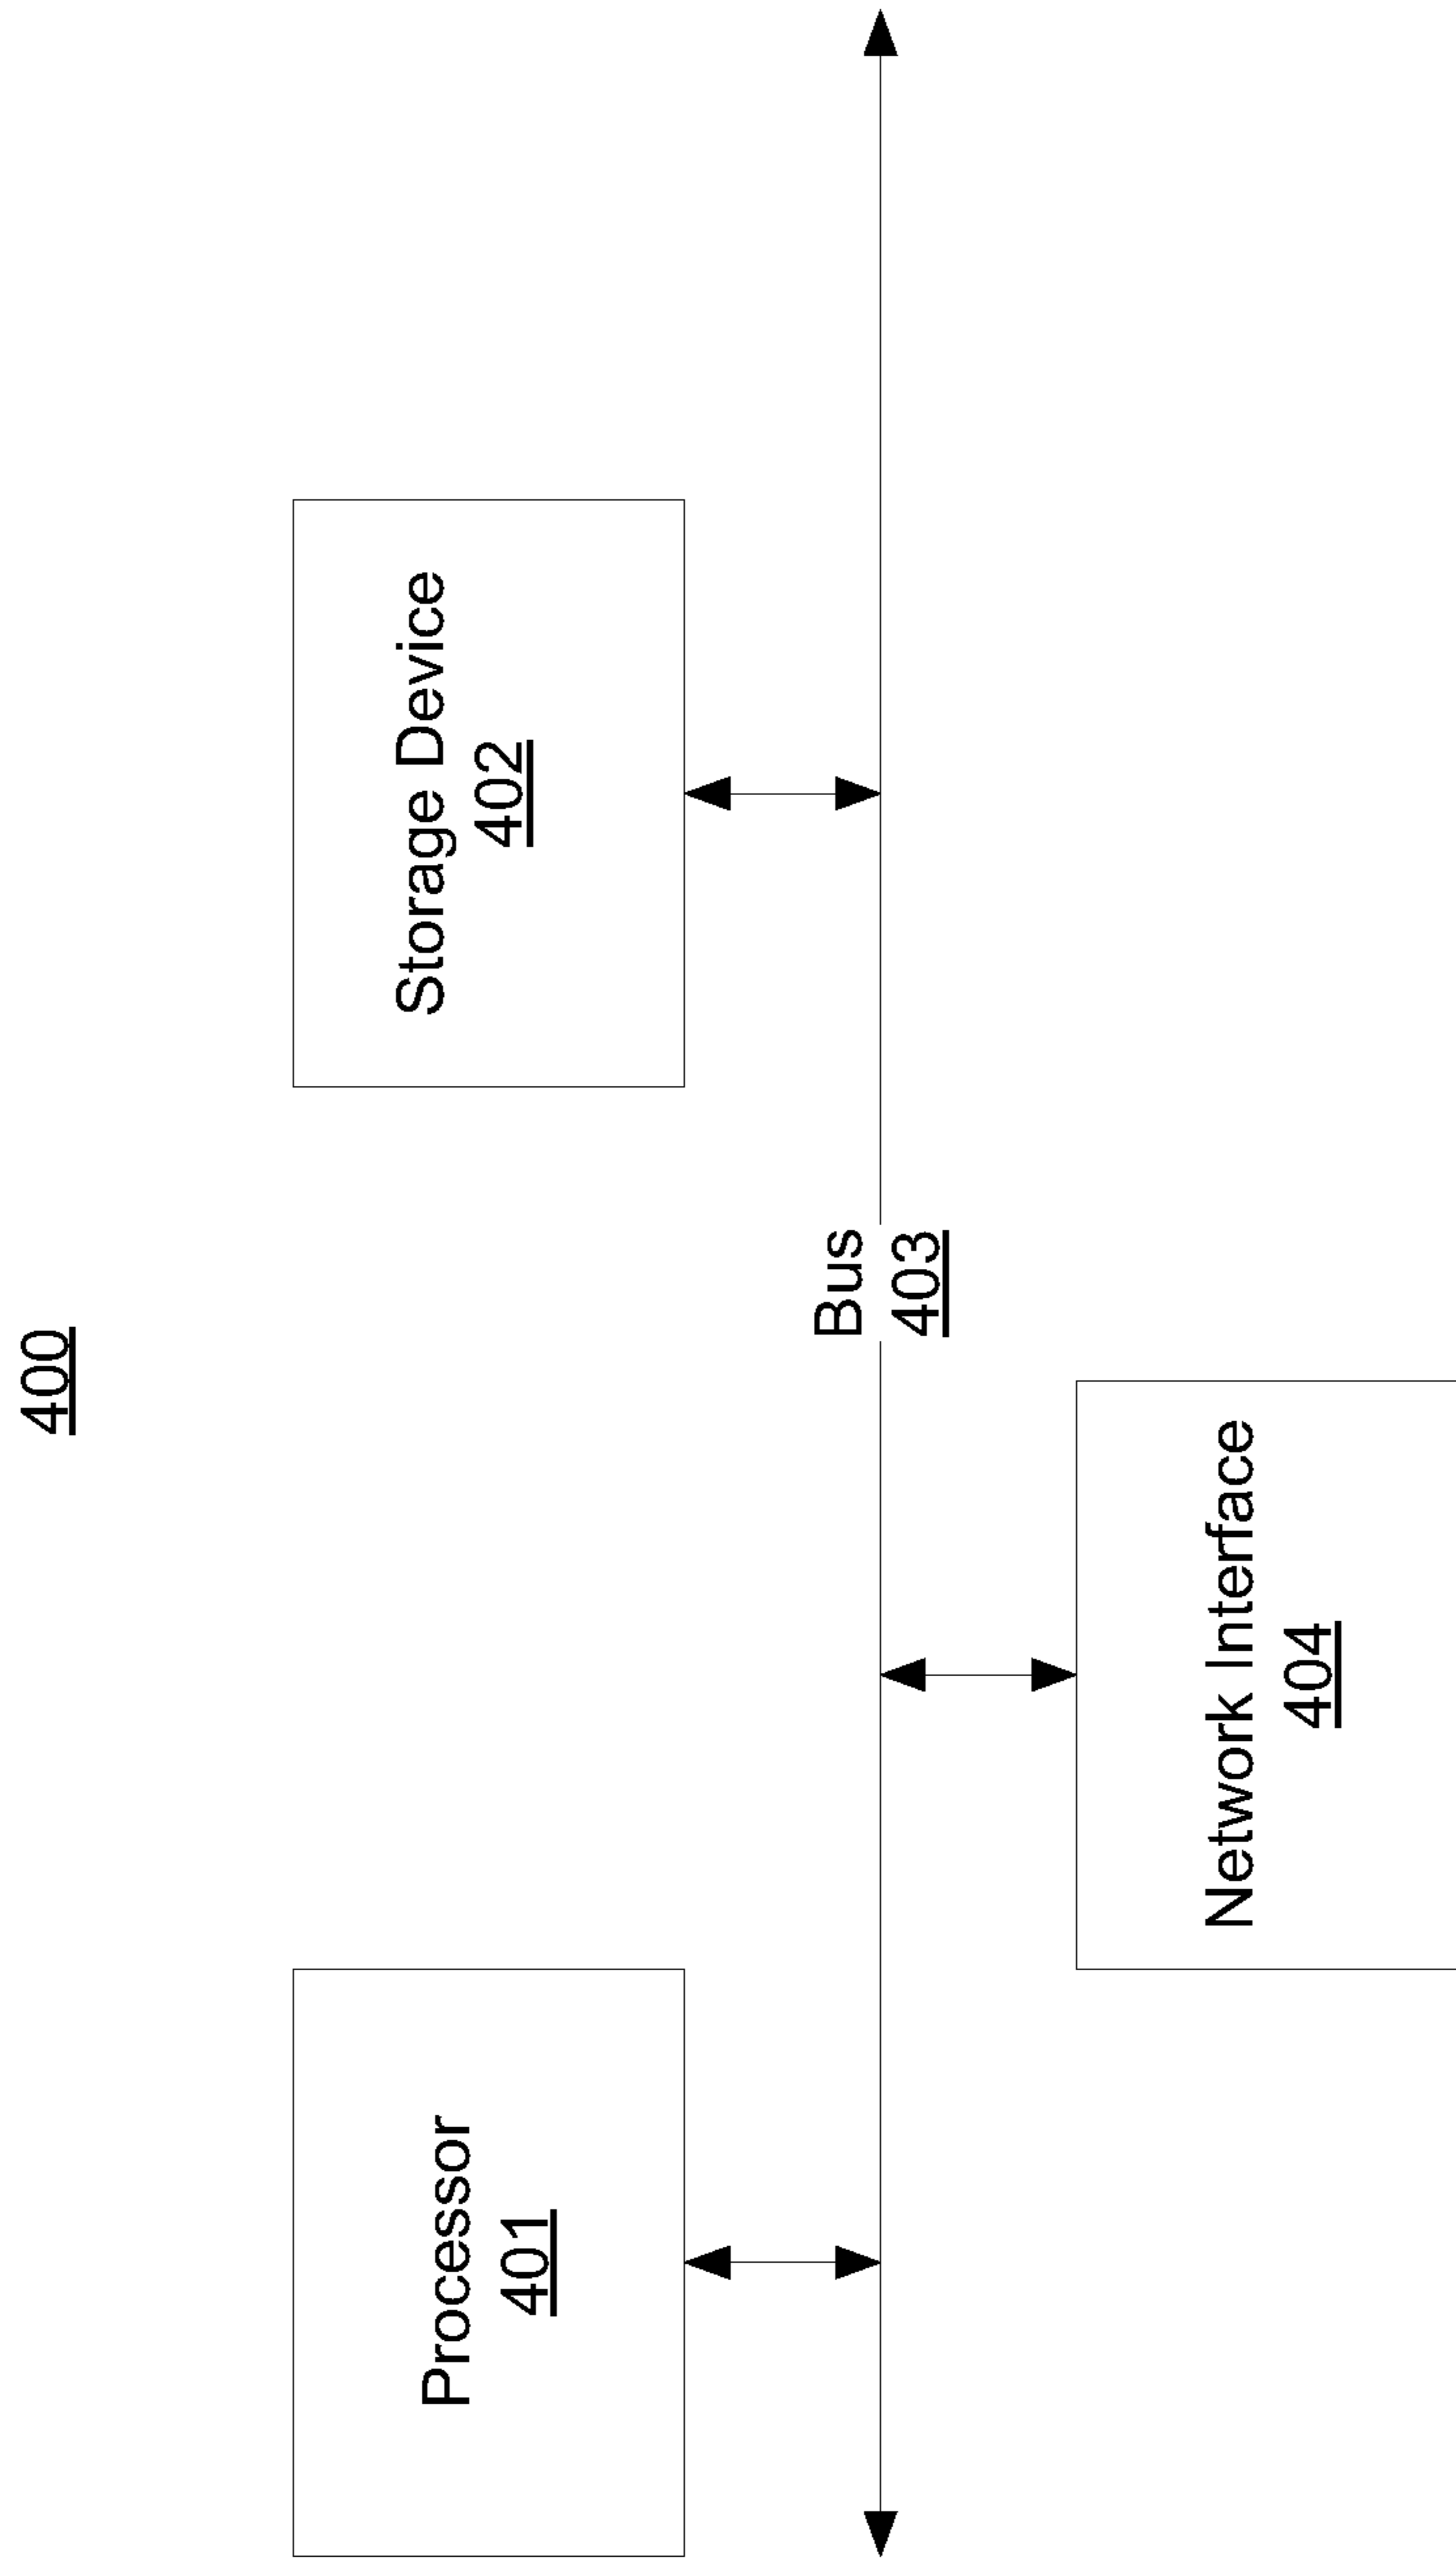 400
Processor
401
Storage Device
402
Bus
403
Network Interface
404